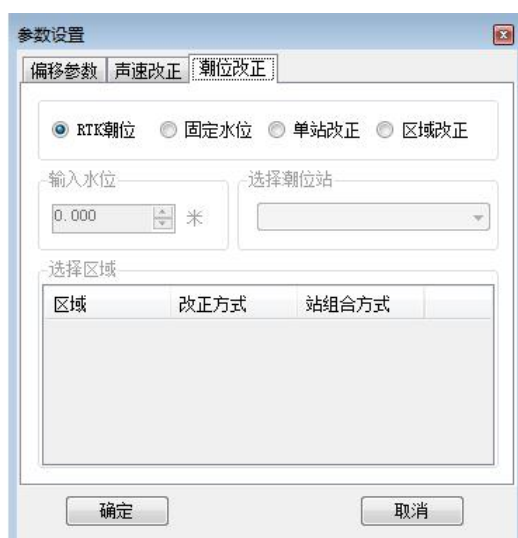 参数设置
偏移参数 声速改正 潮位改正
RTK潮位 固定水位 单站改正 区域改正
输入水位 选择潮位站
0.000 米
选择区域
区域 改正方式 站组合方式
确定 取消